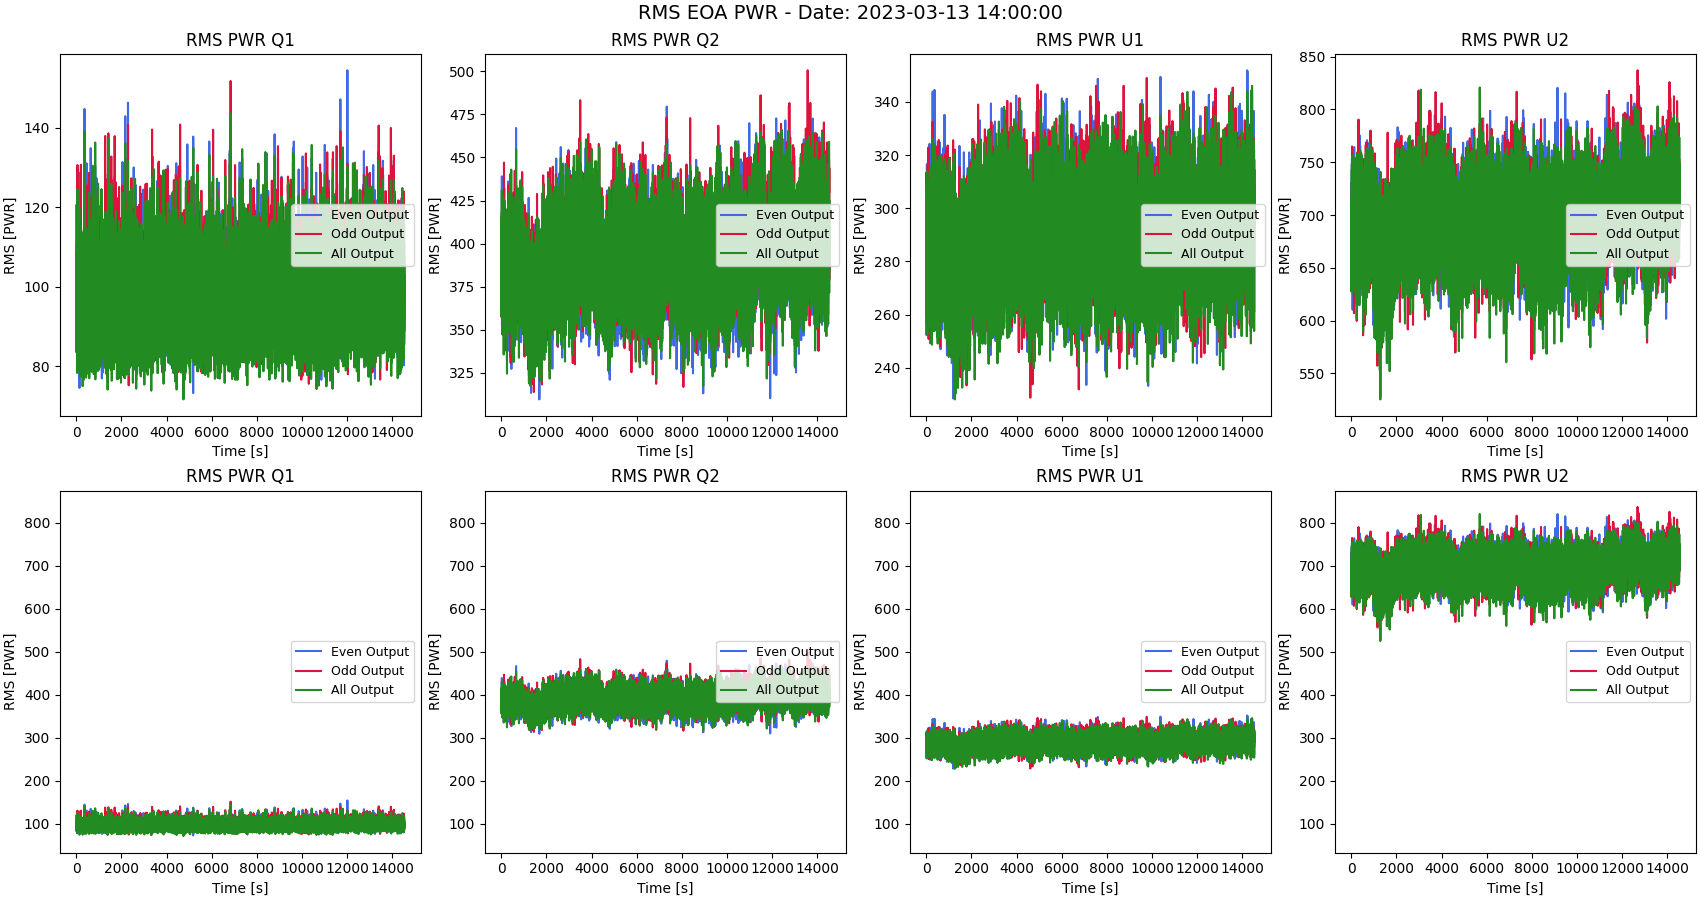 RMS EOA PWR - Date: 2023-03-13 14:00:00
RMS PWR Q1
RMS [PWR]
140
120
100
80
Even Output
Odd Output
All Output
0 2000 4000 6000 8000 10000 12000 14000
Time [s]
RMS PWR Q2
RMS [PWR]
500
475
450
425
400
375
350
325
Even Output
Odd Output
All Output
0 2000 4000 6000 8000 10000 12000 14000
Time [s]
RMS PWR U1
RMS [PWR]
340
320
300
280
260
240
Even Output
Odd Output
All Output
0 2000 4000 6000 8000 10000 12000 14000
Time [s]
RMS PWR U2
RMS [PWR]
850
800
750
700
650
600
550
Even Output
Odd Output
All Output
0 2000 4000 6000 8000 10000 12000 14000
Time [s]
RMS PWR Q1
RMS [PWR]
800
700
600
500
400
300
200
100
Even Output
Odd Output
All Output
0 2000 4000 6000 8000 10000 12000 14000
Time [s]
RMS PWR Q2
RMS [PWR]
800
700
600
500
400
300
200
100
Even Output
Odd Output
All Output
0 2000 4000 6000 8000 10000 12000 14000
Time [s]
RMS PWR U1
RMS [PWR]
800
700
600
500
400
300
200
100
Even Output
Odd Output
All Output
0 2000 4000 6000 8000 10000 12000 14000
Time [s]
RMS PWR U2
RMS [PWR]
800
700
600
500
400
300
200
100
Even Output
Odd Output
All Output
0 2000 4000 6000 8000 10000 12000 14000
Time [s]